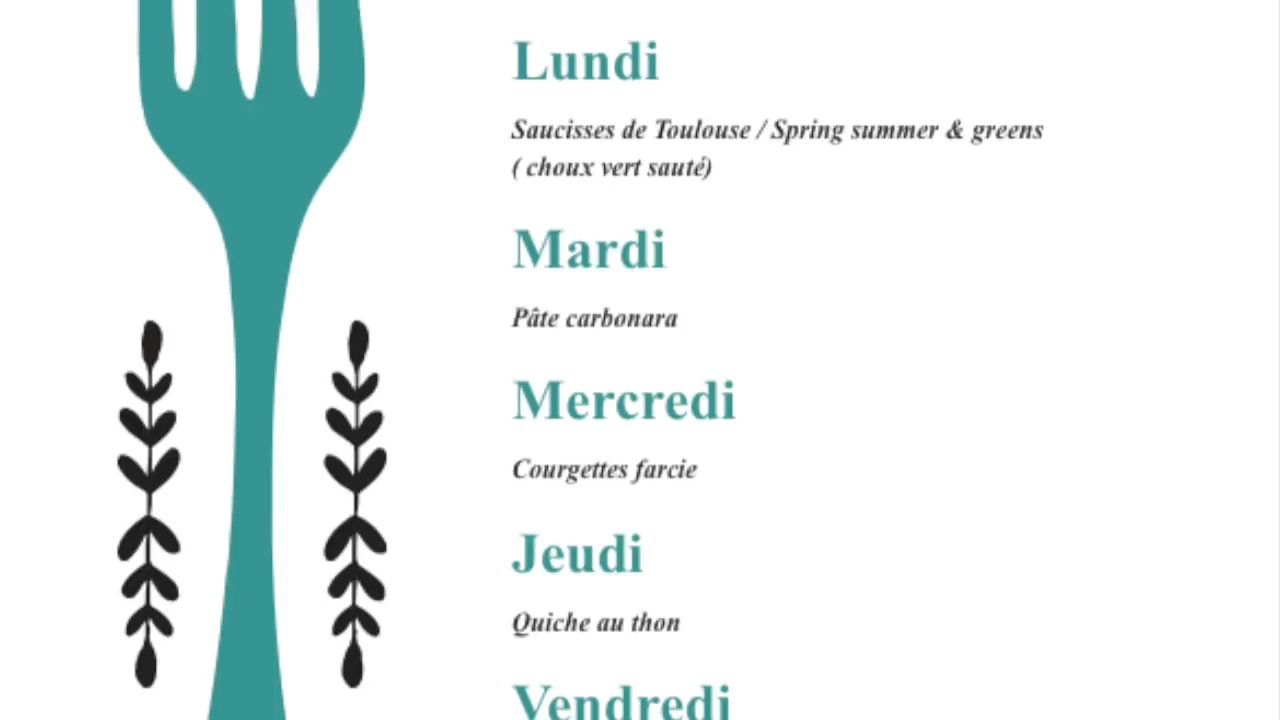 Lundi
Saucisses de Toulouse / Spring summer & greens
( choux vert sauté)
Mardi
Pâte carbonara
Mercredi
Courgettes farcie
Jeudi
Quiche au thon
Vendredi